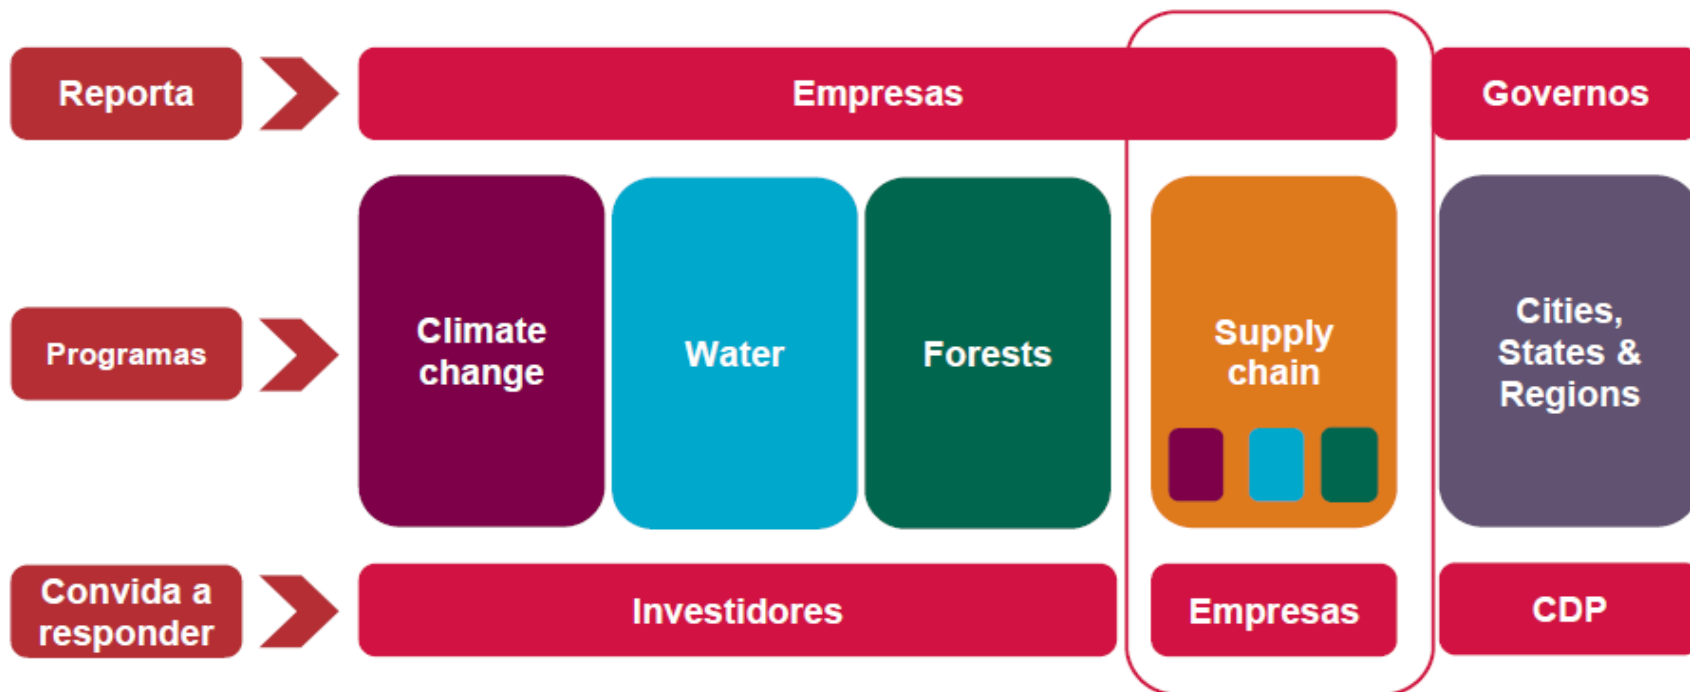 Reporta
Empresas
Governos
Programas
Climate
change
Water
Forests
Supply
chain
Cities,
States &
Regions
Convida a
responder
Investidores
Empresas
CDP